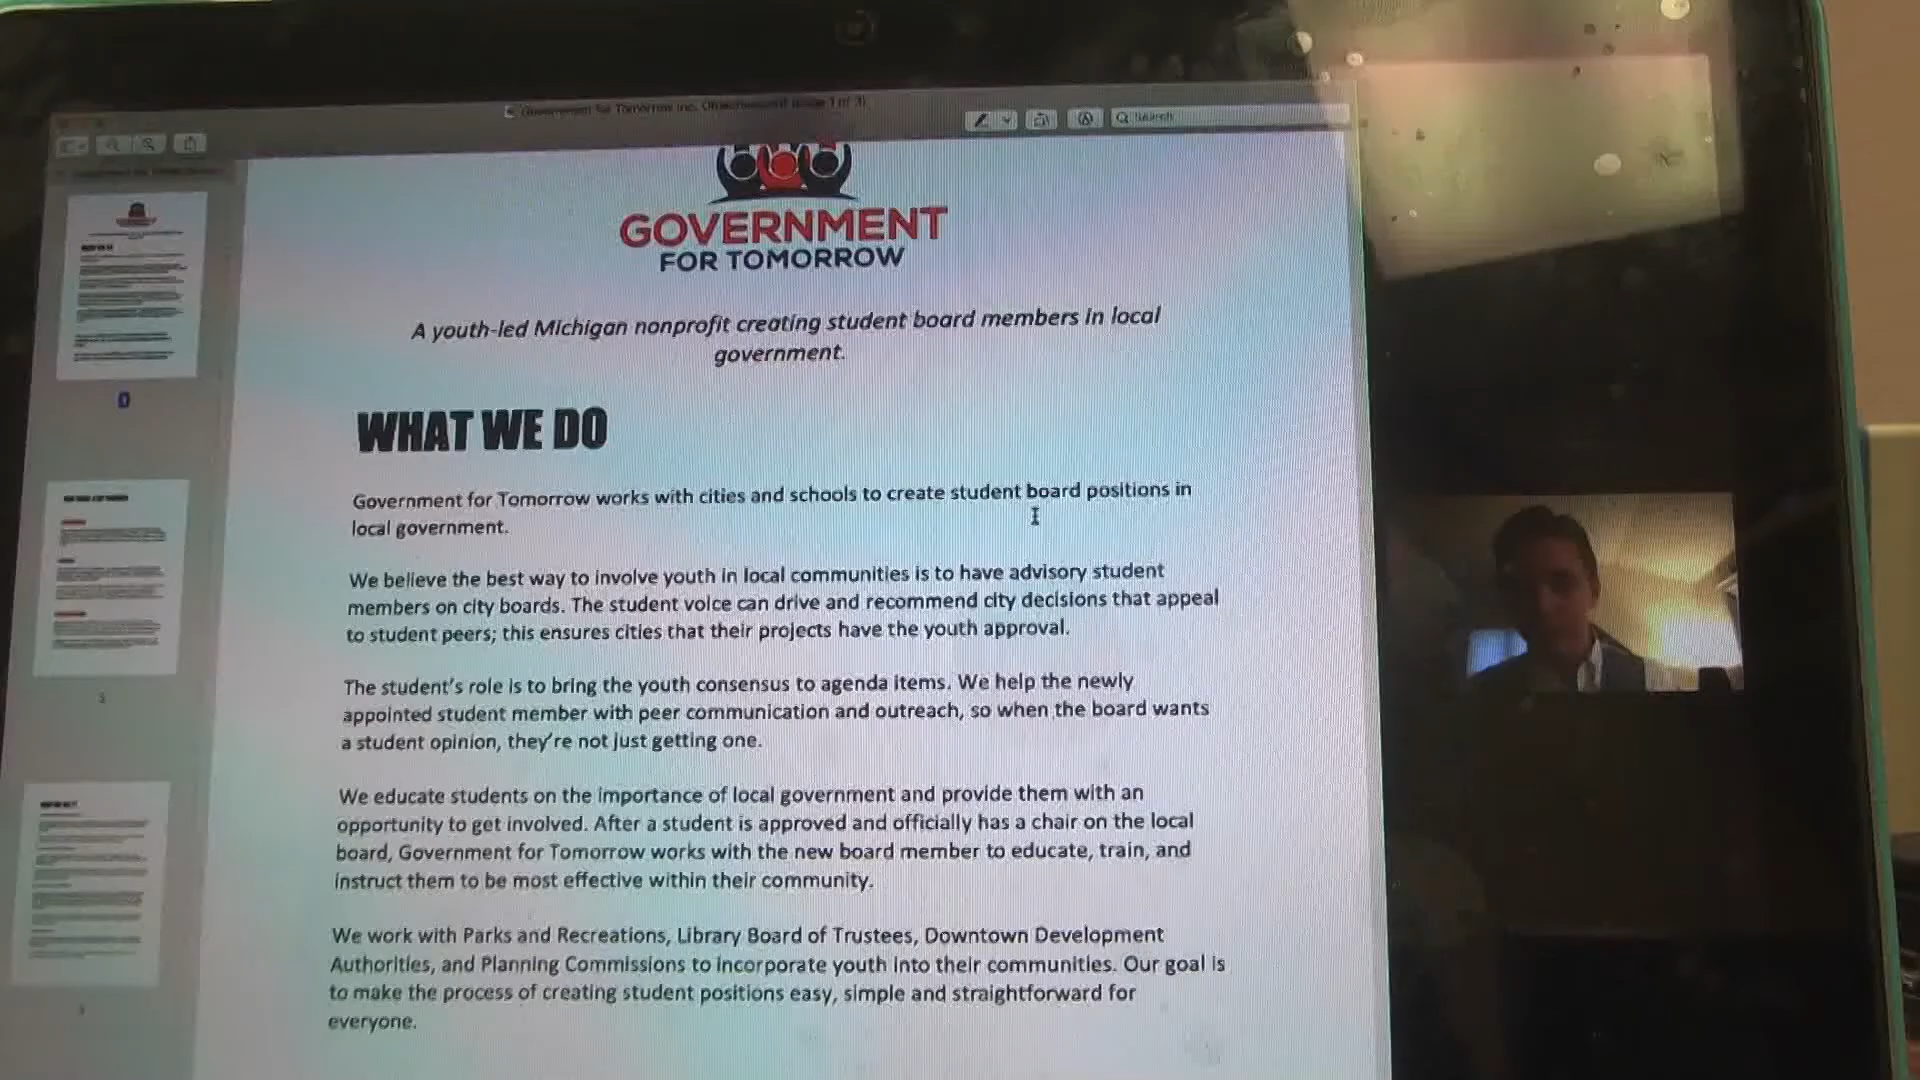 Search
GOVERNMENT
FOR TOMORROW
A youth-led Michigan nonprofit creating student board members in local
government.
WHAT WE DO
Government for Tomorrow works with cities and schools to create student board positions in
local government.
We believe the best way to involve youth in local communities is to have advisory student
members on city boards. The student voice can drive and recommend city decisions that appeal
to student peers; this ensures cities that their projects have the youth approval.
The student's role is to bring the youth consensus to agenda items. We help the newly
appointed student member with peer communication and outreach, so when the board wants
a student opinion, they're not just getting one.
We educate students on the importance of local government and provide them with an
opportunity to get involved. After a student is approved and officially has a chair on the local
board, Government for Tomorrow works with the new board member to educate, train, and
instruct them to be most effective within their community.
We work with Parks and Recreations, Library Board of Trustees, Downtown Development
Authorities, and Planning Commissions to incorporate youth into their communities. Our goal is
to make the process of creating student positions easy, simple and straightforward for
everyone.